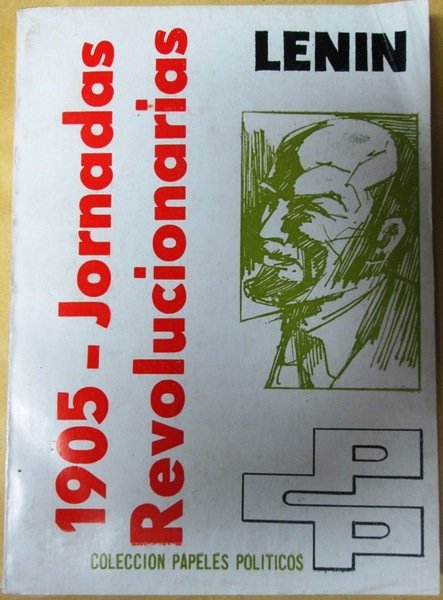 LENIN
1905 - Jornadas
Revolucionarias
COLECCION PAPELES POLITICOS